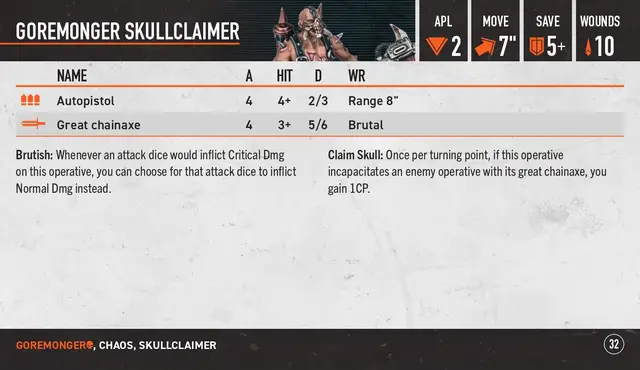 GOREMONGER SKULLCLAIMER
APL
2
MOVE
7"
SAVE
5+
WOUNDS
10
NAME A HIT D WR
Autopistol 4 4+ 2/3 Range 8"
Great chainaxe 4 3+ 5/6 Brutal
Brutish: Whenever an attack dice would inflict Critical Dmg
on this operative, you can choose for that attack dice to inflict
Normal Dmg instead.
Claim Skull: Once per turning point, if this operative
incapacitates an enemy operative with its great chainaxe, you
gain 1CP.
GOREMONGER, CHAOS, SKULLCLAIMER
32